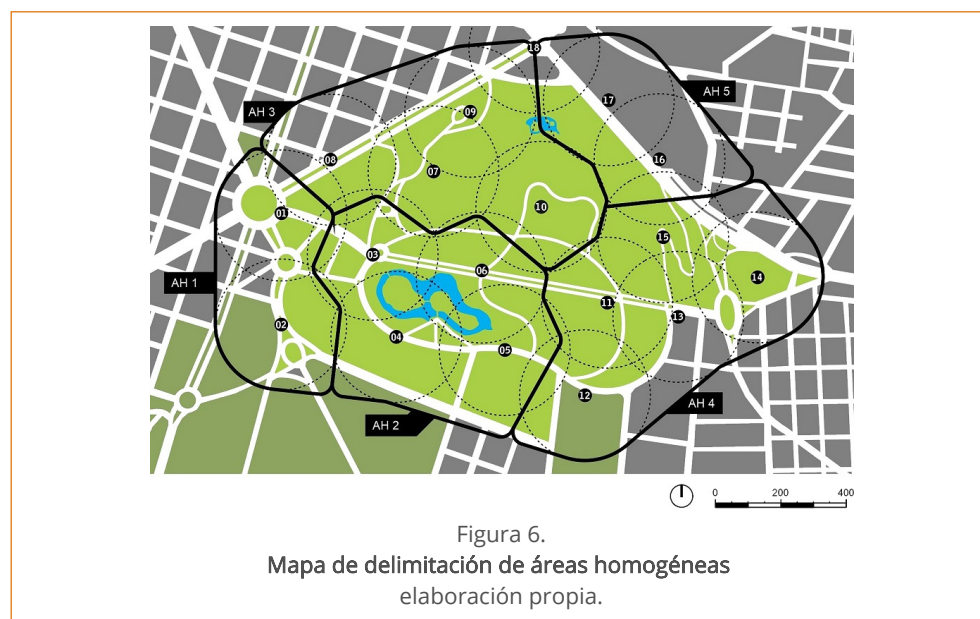 18
AH 5
17
AH 3
09
08
16
07
10
01
15
03
06
14
AH 1
11
13
02
04
05
12
AH 4
AH 2
0 200 400
Figura 6.
Mapa de delimitación de áreas homogéneas
elaboración propia.